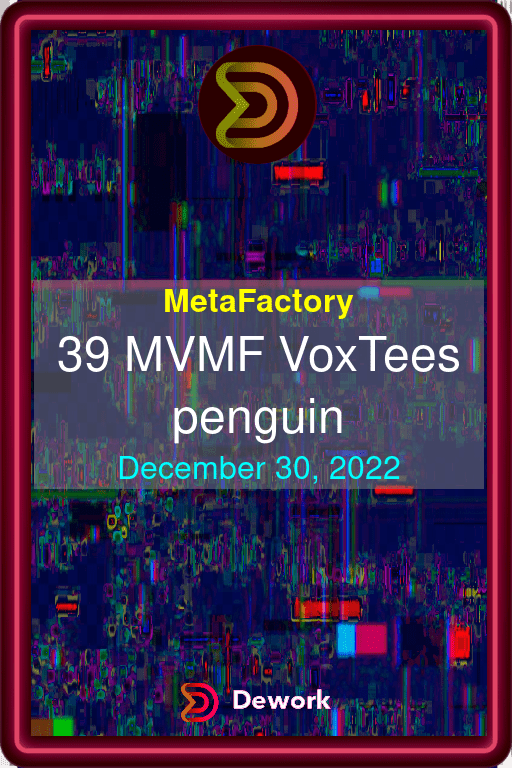 MetaFactory
39 MVMF VoxTees
penguin
December 30, 2022
Dework